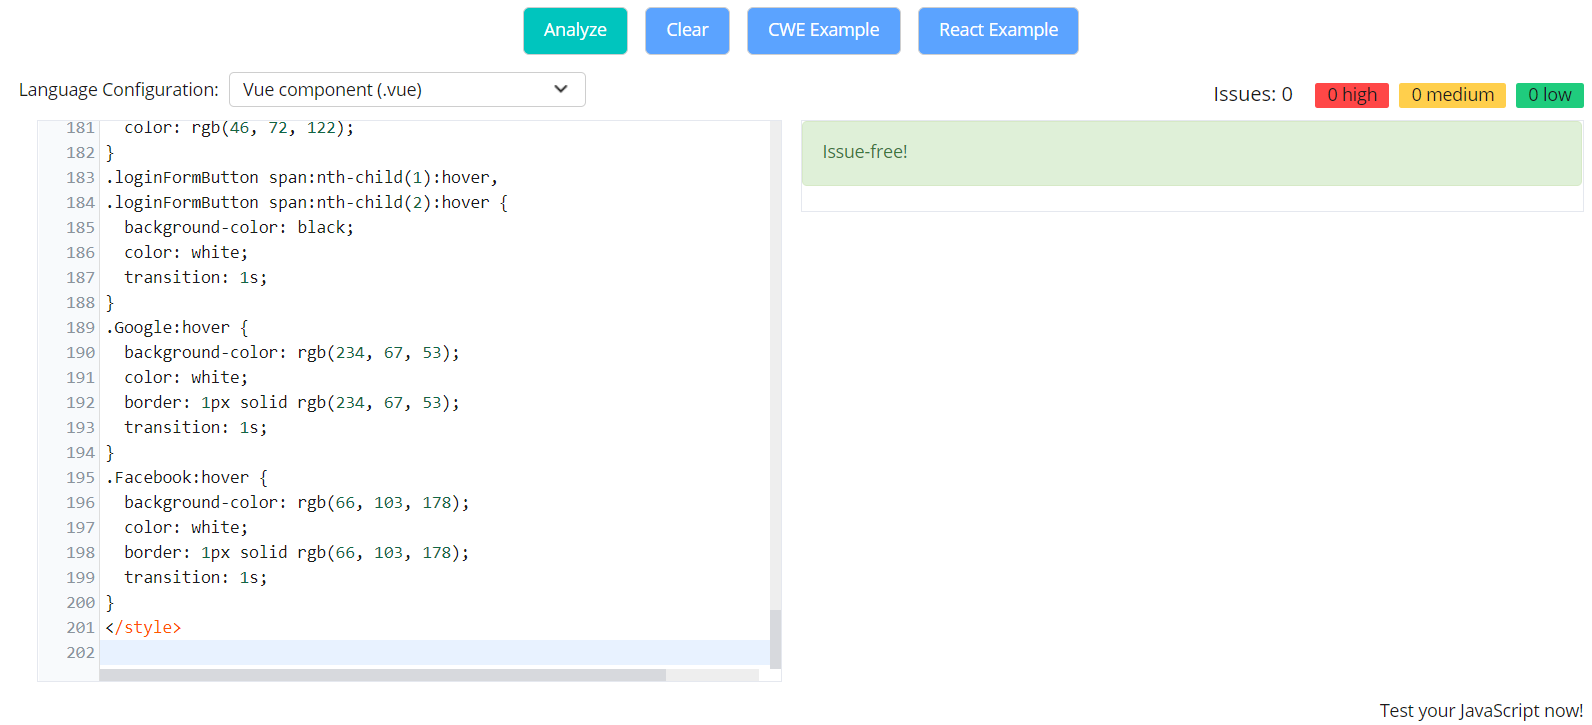 Analyze Clear CWE Example React Example
Language Configuration: Vue component (.vue)
Issues: 0 0 high 0 medium 0 low
181 color: rgb(46, 72, 122);
182 }
183 .loginFormButton span:nth-child(1):hover,
184 .loginFormButton span:nth-child(2):hover {
185 background-color: black;
186 color: white;
187 transition: 1s;
188 }
189 .Google:hover {
190 background-color: rgb(234, 67, 53);
191 color: white;
192 border: 1px solid rgb(234, 67, 53);
193 transition: 1s;
194 }
195 .Facebook:hover {
196 background-color: rgb(66, 103, 178);
197 color: white;
198 border: 1px solid rgb(66, 103, 178);
199 transition: 1s;
200 }
201 </style>
202
Issue-free!
Test your JavaScript now!